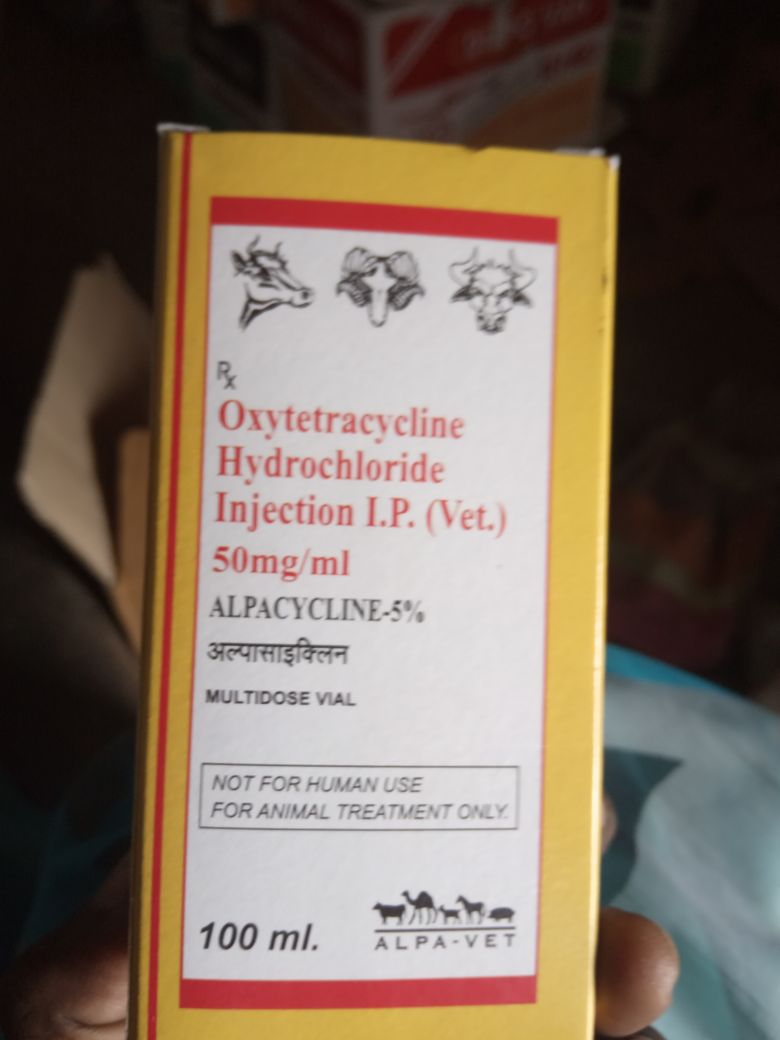 Rx
Oxytetracycline
Hydrochloride
Injection I.P. (Vet.)
50mg/ml
ALPACYCLINE-5%
अल्पासाइक्लिन
MULTIDOSE VIAL
NOT FOR HUMAN USE
FOR ANIMAL TREATMENT ONLY.
100 ml.
ALPA-VET